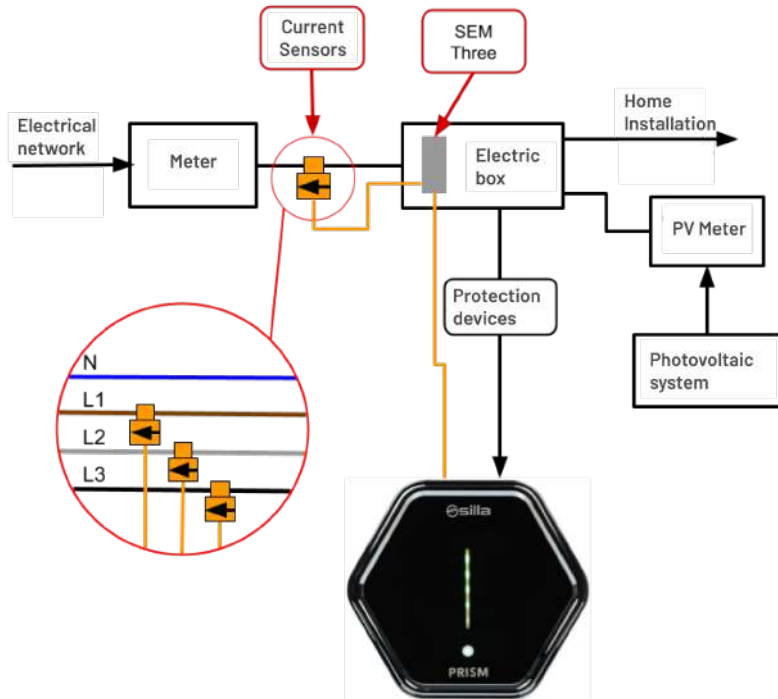 Current
Sensors
SEM
Three
Electrical
network
Meter
Electric
box
Home
Installation
PV Meter
Protection
devices
Photovoltaic
system
N
L1
L2
L3
silla
PRISM